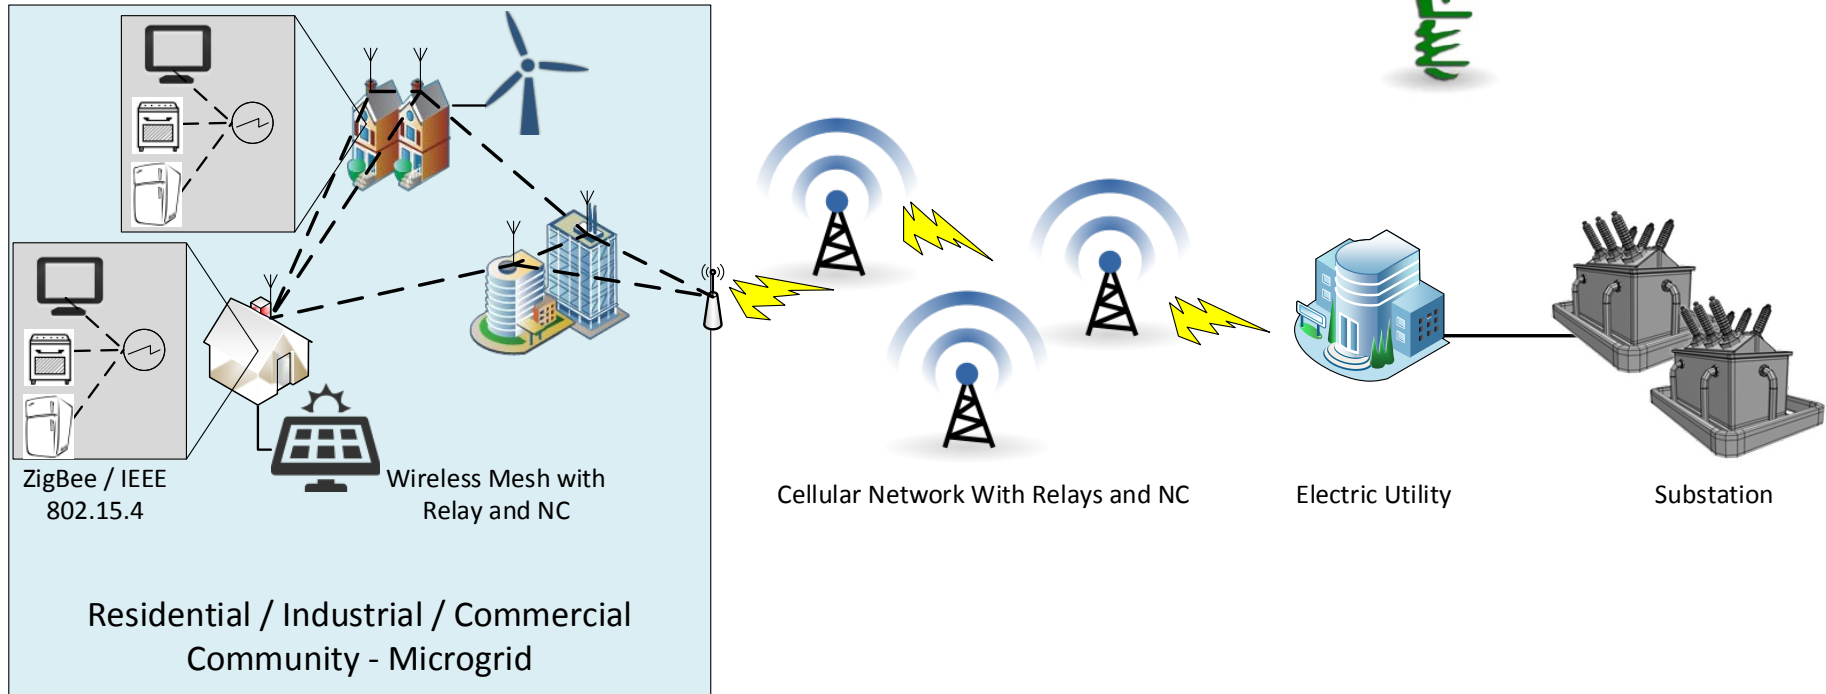 ZigBee / IEEE
802.15.4
Wireless Mesh with
Relay and NC
Cellular Network With Relays and NC
Electric Utility
Substation
Residential / Industrial / Commercial
Community - Microgrid